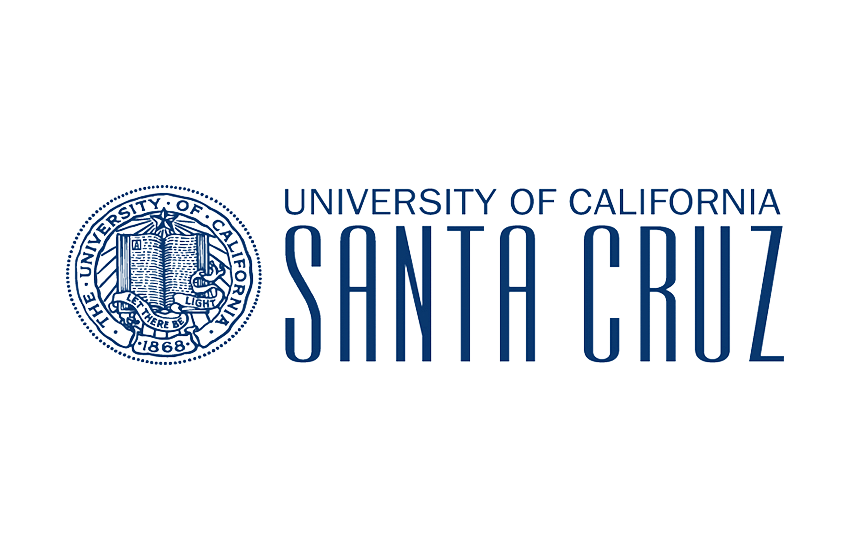 · THE · UNIVERSITY · OF · CALIFORNIA ·
A
LET THERE BE
LIGHT
· 1868 ·
UNIVERSITY OF CALIFORNIA
SANTA CRUZ